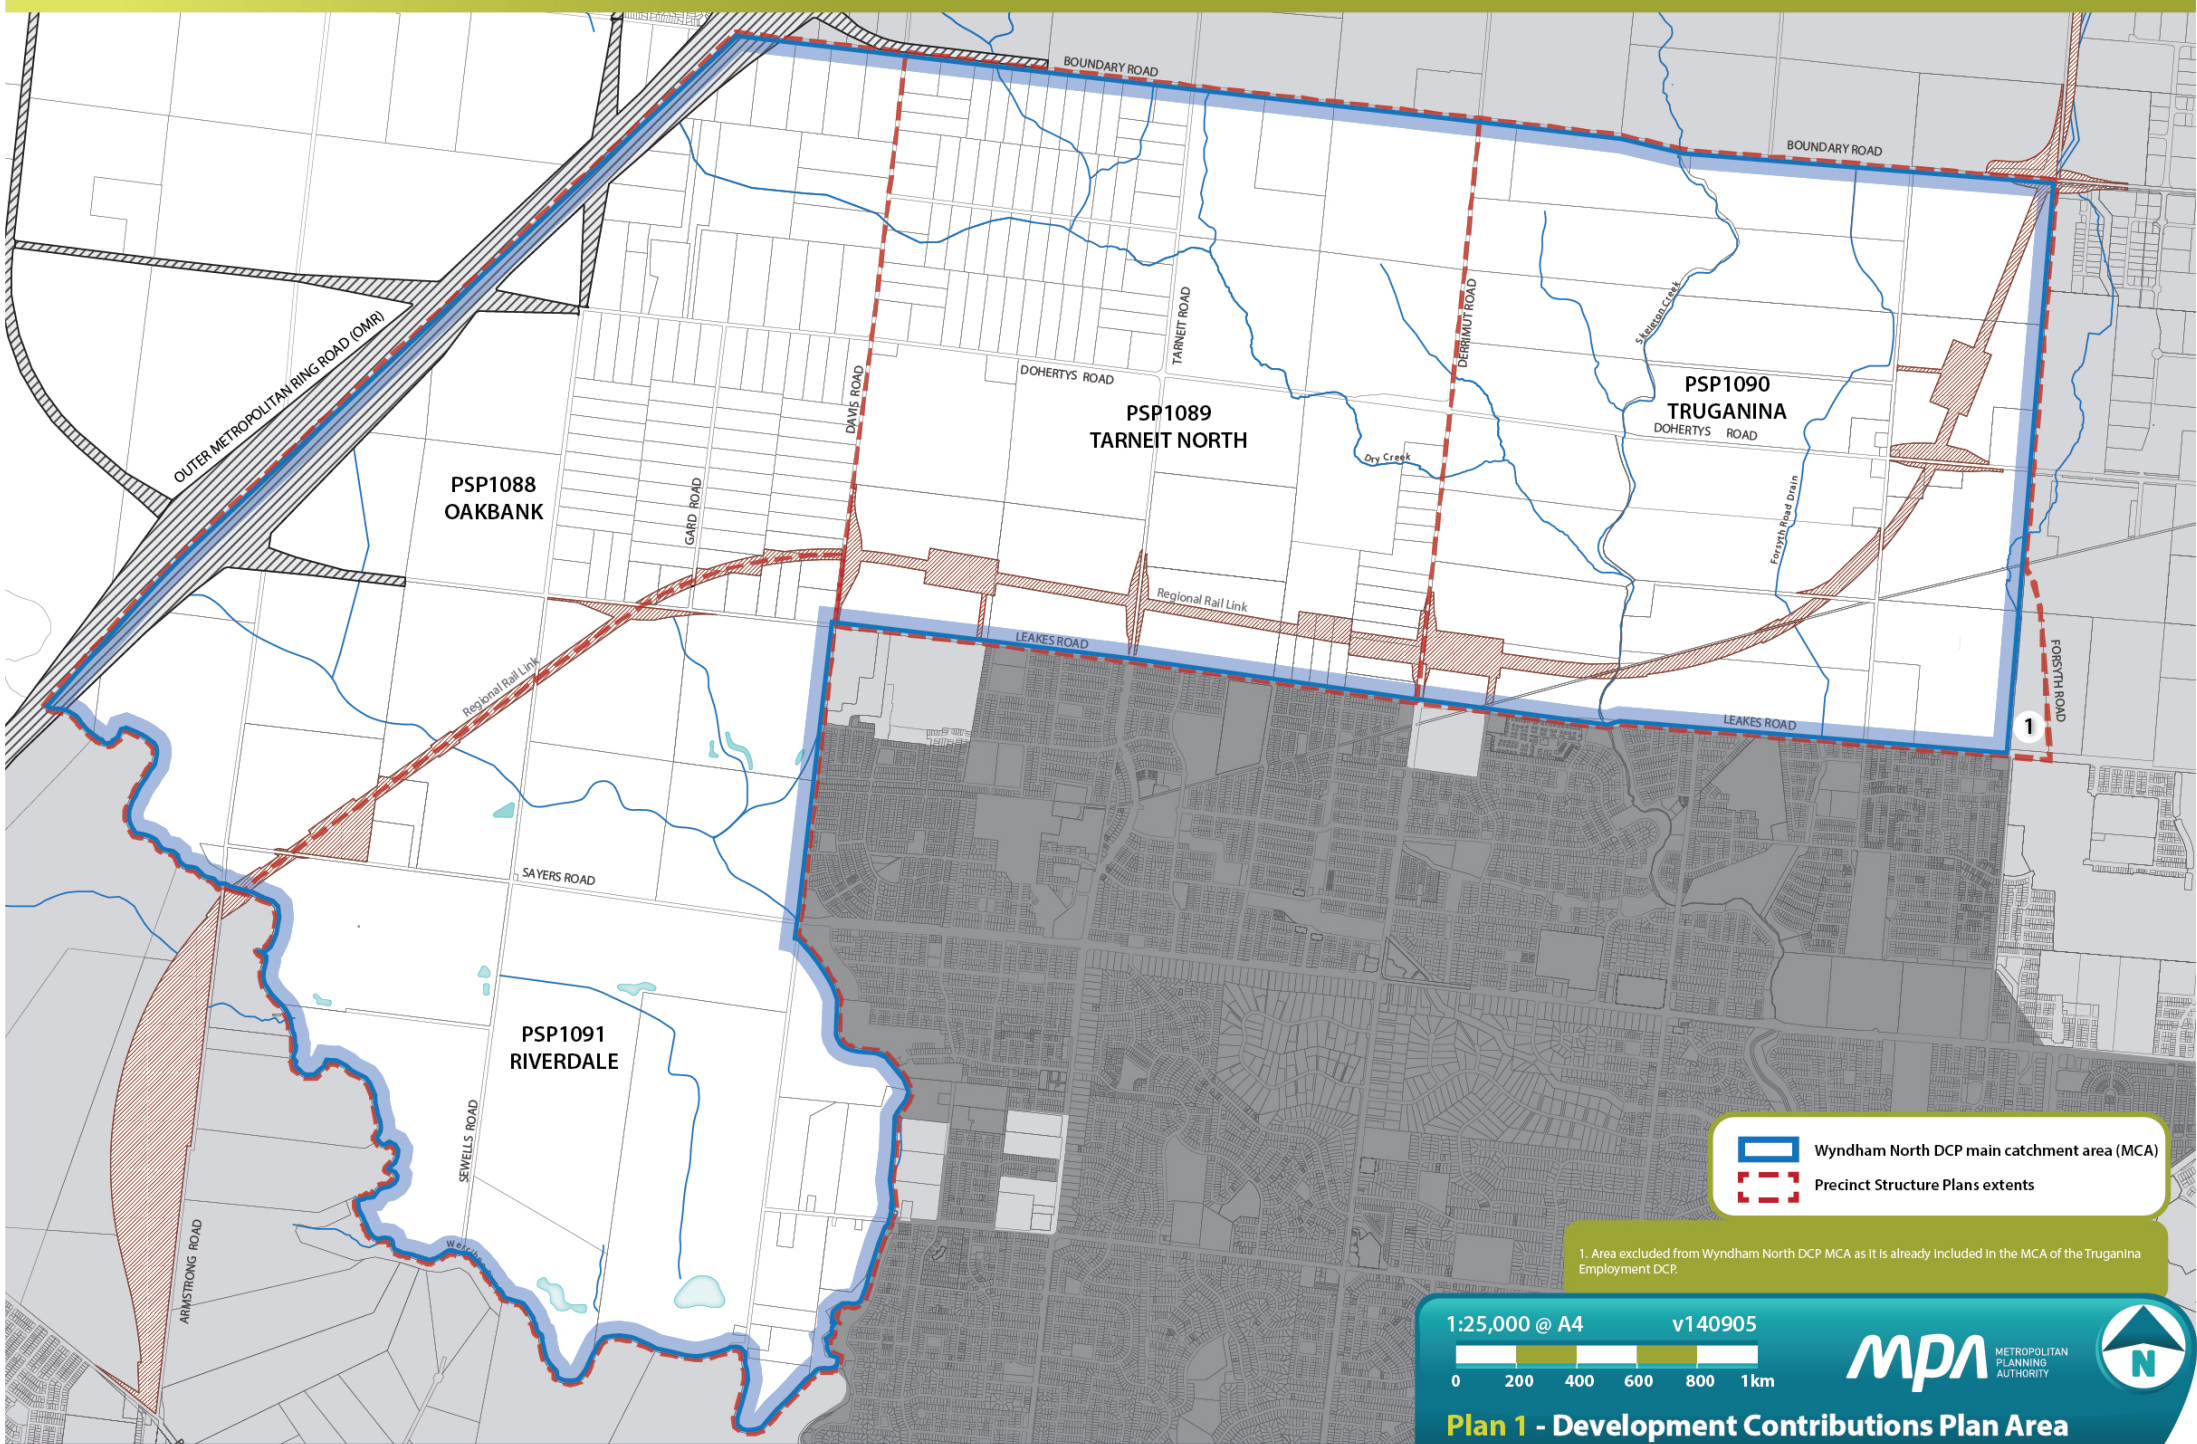 BOUNDARY ROAD
BOUNDARY ROAD
OUTER METROPOLITAN RING ROAD (OMR)
TARNEIT ROAD
DERRIMUT ROAD
Skeleton Creek
DAVIS ROAD
DOHERTYS ROAD
PSP1089
TARNEIT NORTH
PSP1090
TRUGANINA
DOHERTYS ROAD
Dry Creek
PSP1088
OAKBANK
GARD ROAD
Forsyth Road Drain
Regional Rail Link
LEAKES ROAD
Regional Rail Link
FORSYTH ROAD
LEAKES ROAD
1
SAYERS ROAD
PSP1091
RIVERDALE
SEWELLS ROAD
ARMSTRONG ROAD
Wyndham North DCP main catchment area (MCA)
Precinct Structure Plans extents
1. Area excluded from Wyndham North DCP MCA as it is already included in the MCA of the Truganina
Employment DCP.
1:25,000 @ A4 v140905
0 200 400 600 800 1km
MPA METROPOLITAN
PLANNING
AUTHORITY
N
Plan 1 - Development Contributions Plan Area